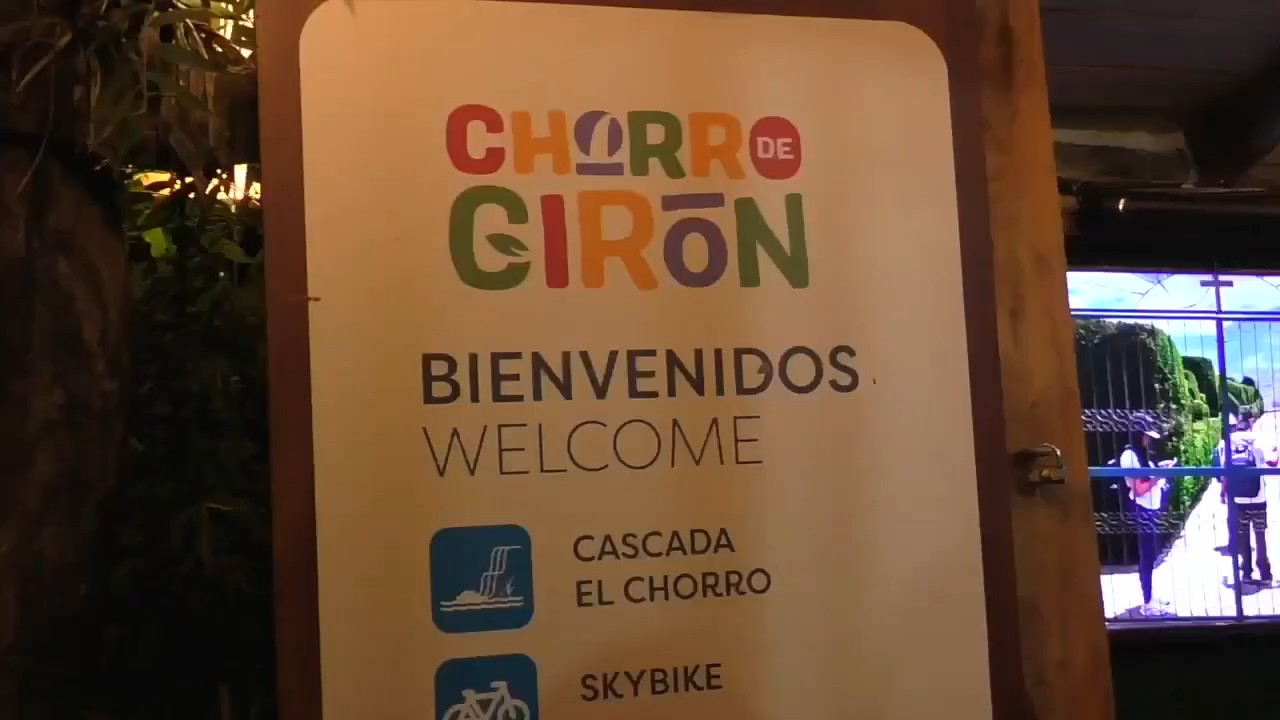 CHORRO DE
GIRÓN
BIENVENIDOS
WELCOME
CASCADA
EL CHORRO
SKYBIKE